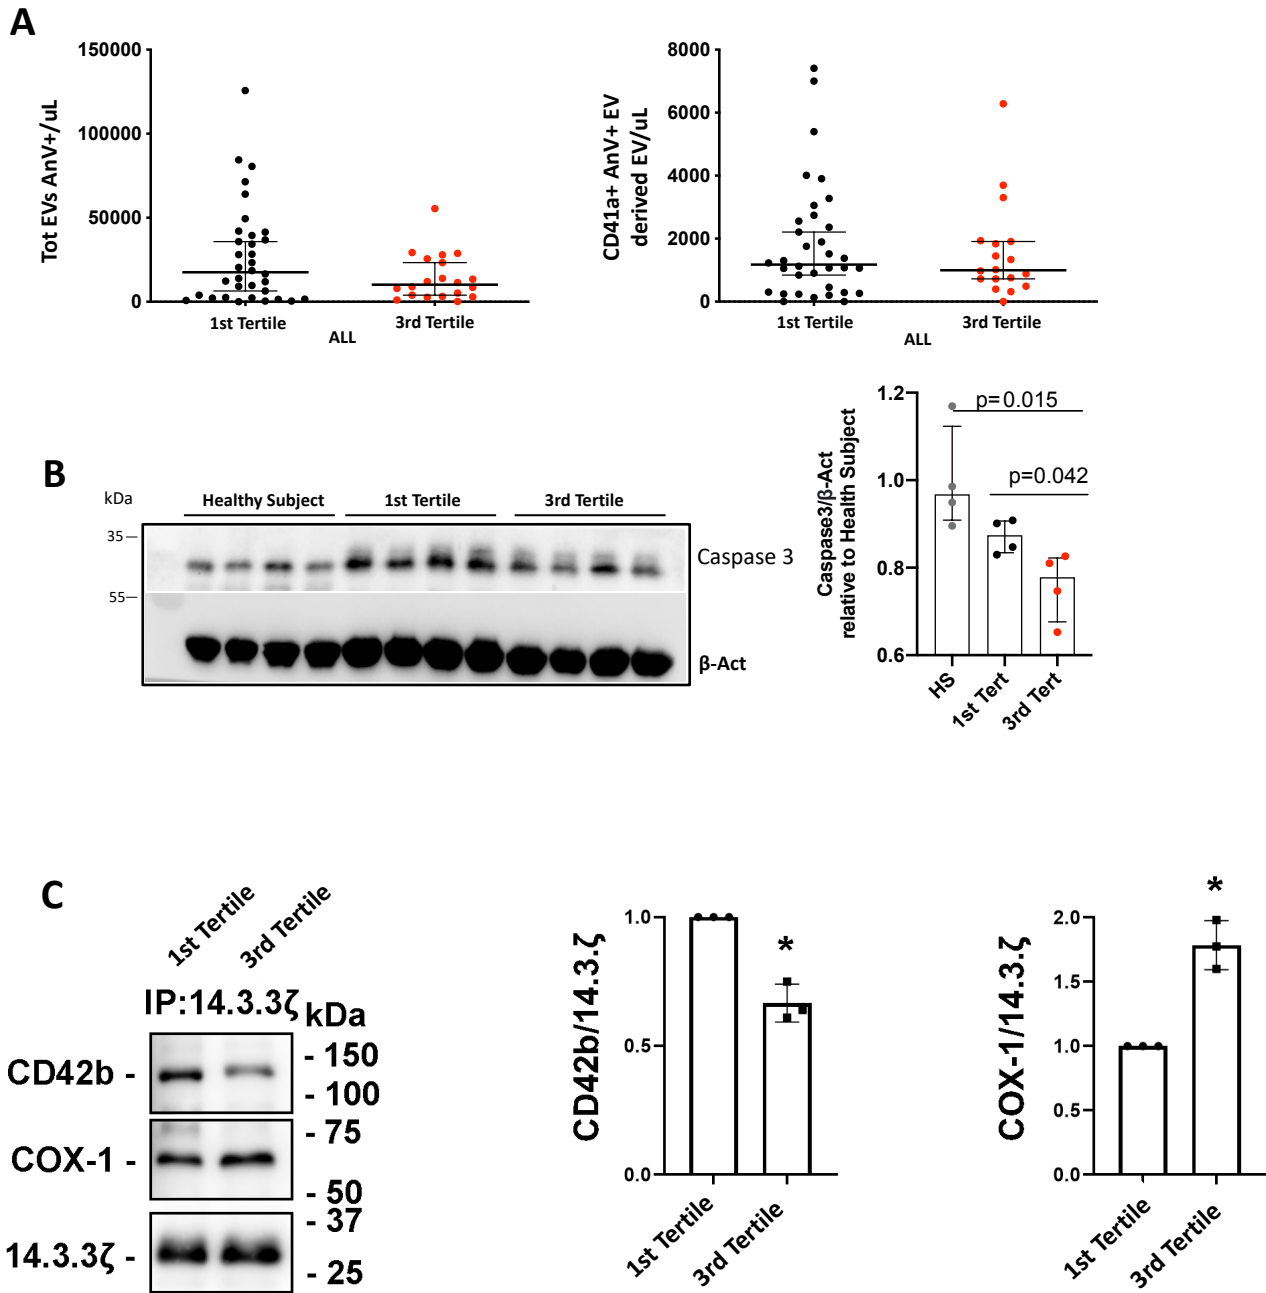 A
150000
100000
50000
0
Tot EVs AnV+/uL
1st Tertile
3rd Tertile
ALL
8000
6000
4000
2000
0
CD41a+ AnV+ EV
derived EV/uL
1st Tertile
3rd Tertile
ALL
B
kDa
Healthy Subject
1st Tertile
3rd Tertile
35
55
Caspase 3
β-Act
1.2
1.0
0.8
0.6
Caspase3/β-Act
relative to Health Subject
p=0.015
p=0.042
HS
1st Tert
3rd Tert
C
1st Tertile
3rd Tertile
IP:14.3.3ζ
kDa
CD42b -
- 150
- 100
COX-1 -
- 75
- 50
14.3.3ζ -
- 37
- 25
1.0
0.5
0.0
CD42b/14.3.ζ
*
1st Tertile
3rd Tertile
2.0
1.5
1.0
0.5
0.0
COX-1/14.3.ζ
*
1st Tertile
3rd Tertile